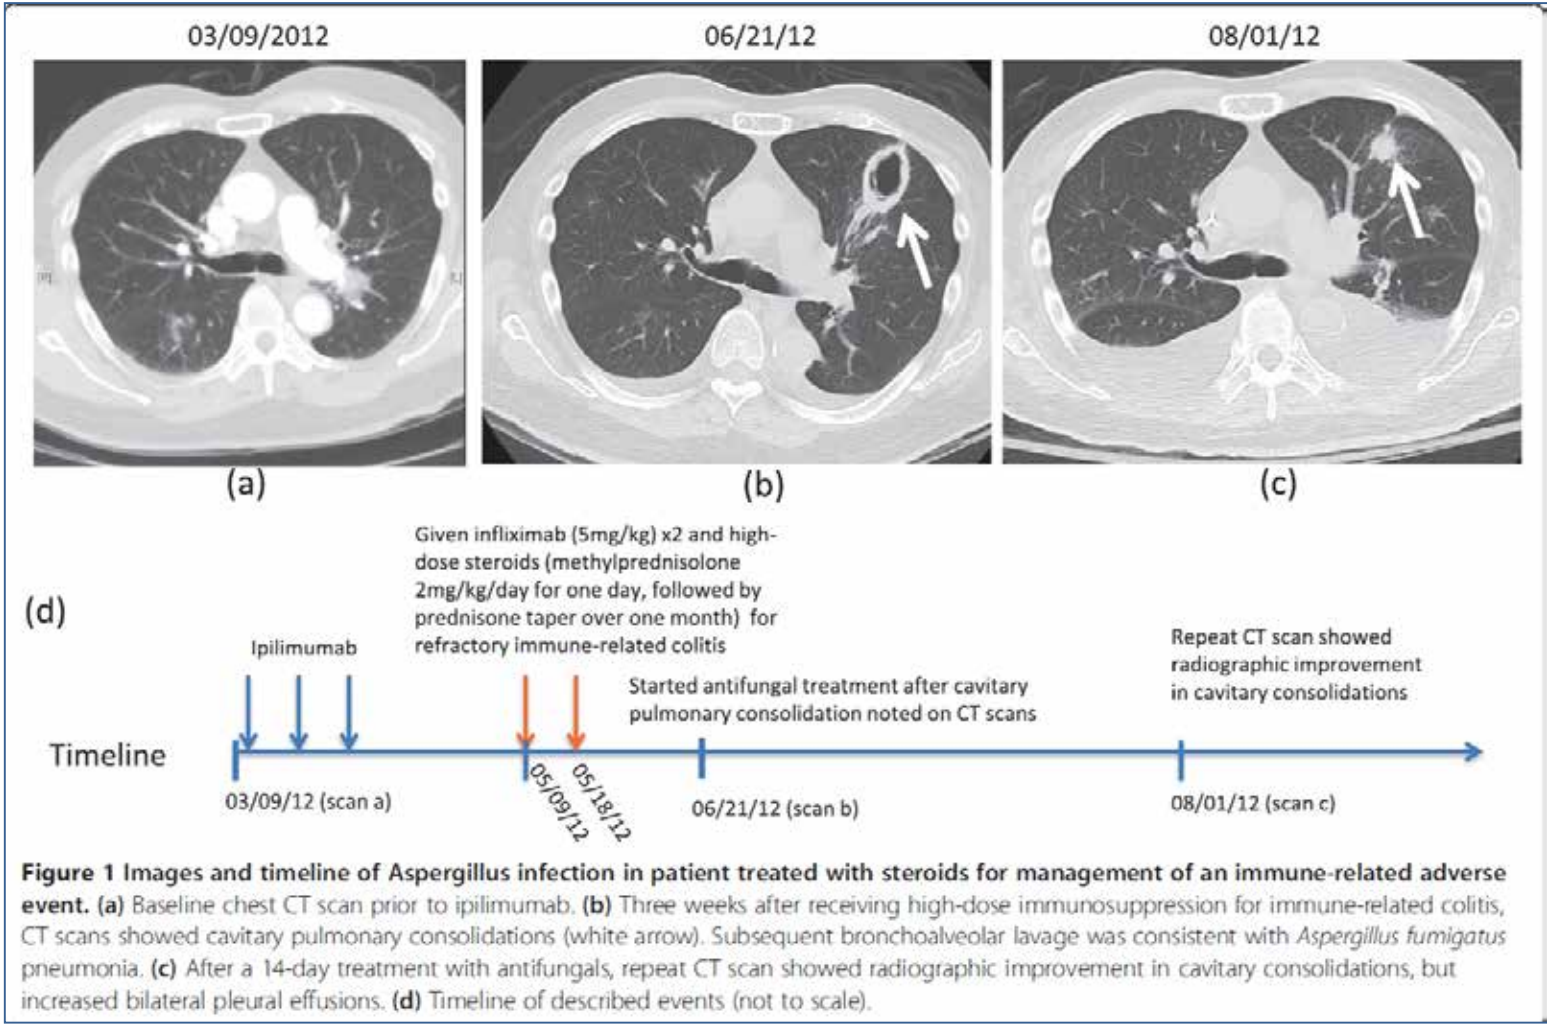 03/09/2012
06/21/12
08/01/12
(a)
(b)
(c)
(d)
Given infliximab (5mg/kg) x2 and high-
dose steroids (methylprednisolone
2mg/kg/day for one day, followed by
prednisone taper over one month) for
refractory immune-related colitis
Ipilimumab
Started antifungal treatment after cavitary
pulmonary consolidation noted on CT scans
Repeat CT scan showed
radiographic improvement
in cavitary consolidations
Timeline
03/09/12 (scan a)
05/09/12
05/18/12
06/21/12 (scan b)
08/01/12 (scan c)
Figure 1 Images and timeline of Aspergillus infection in patient treated with steroids for management of an immune-related adverse
event. (a) Baseline chest CT scan prior to ipilimumab. (b) Three weeks after receiving high-dose immunosuppression for immune-related colitis,
CT scans showed cavitary pulmonary consolidations (white arrow). Subsequent bronchoalveolar lavage was consistent with Aspergillus fumigatus
pneumonia. (c) After a 14-day treatment with antifungals, repeat CT scan showed radiographic improvement in cavitary consolidations, but
increased bilateral pleural effusions. (d) Timeline of described events (not to scale).